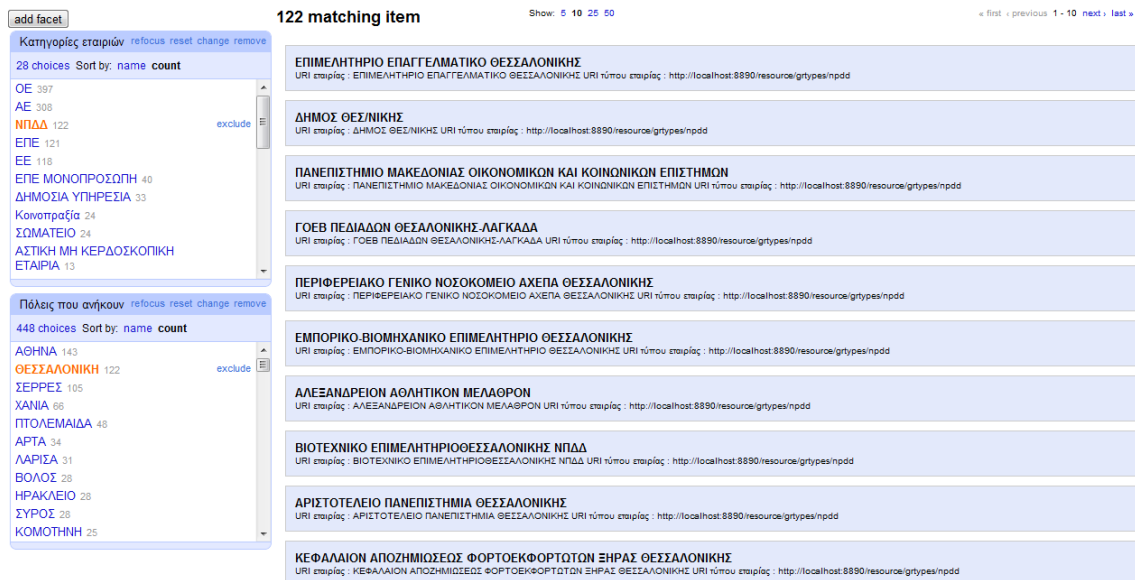 add facet
122 matching item
Show: 5 10 25 50
« first ‹ previous 1 - 10 next › last »
Κατηγορίες εταιριών refocus reset change remove
28 choices Sort by: name count
ΟΕ 397
ΑΕ 308
ΝΠΔΔ 122 exclude
ΕΠΕ 121
ΕΕ 118
ΕΠΕ ΜΟΝΟΠΡΟΣΩΠΗ 40
ΔΗΜΟΣΙΑ ΥΠΗΡΕΣΙΑ 33
Κοινοπραξία 24
ΣΩΜΑΤΕΙΟ 24
ΑΣΤΙΚΗ ΜΗ ΚΕΡΔΟΣΚΟΠΙΚΗ
ΕΤΑΙΡΙΑ 13
Πόλεις που ανήκουν refocus reset change remove
448 choices Sort by: name count
ΑΘΗΝΑ 143
ΘΕΣΣΑΛΟΝΙΚΗ 122 exclude
ΣΕΡΡΕΣ 105
ΧΑΝΙΑ 66
ΠΤΟΛΕΜΑΙΔΑ 48
ΑΡΤΑ 34
ΛΑΡΙΣΑ 31
ΒΟΛΟΣ 28
ΗΡΑΚΛΕΙΟ 28
ΣΥΡΟΣ 28
ΚΟΜΟΤΗΝΗ 25
ΕΠΙΜΕΛΗΤΗΡΙΟ ΕΠΑΓΓΕΛΜΑΤΙΚΟ ΘΕΣΣΑΛΟΝΙΚΗΣ
URI εταιρίας : ΕΠΙΜΕΛΗΤΗΡΙΟ ΕΠΑΓΓΕΛΜΑΤΙΚΟ ΘΕΣΣΑΛΟΝΙΚΗΣ URI τύπου εταιρίας : http://localhost:8890/resource/grtypes/npdd
ΔΗΜΟΣ ΘΕΣ/ΝΙΚΗΣ
URI εταιρίας : ΔΗΜΟΣ ΘΕΣ/ΝΙΚΗΣ URI τύπου εταιρίας : http://localhost:8890/resource/grtypes/npdd
ΠΑΝΕΠΙΣΤΗΜΙΟ ΜΑΚΕΔΟΝΙΑΣ ΟΙΚΟΝΟΜΙΚΩΝ ΚΑΙ ΚΟΙΝΩΝΙΚΩΝ ΕΠΙΣΤΗΜΩΝ
URI εταιρίας : ΠΑΝΕΠΙΣΤΗΜΙΟ ΜΑΚΕΔΟΝΙΑΣ ΟΙΚΟΝΟΜΙΚΩΝ ΚΑΙ ΚΟΙΝΩΝΙΚΩΝ ΕΠΙΣΤΗΜΩΝ URI τύπου εταιρίας : http://localhost:8890/resource/grtypes/npdd
ΓΟΕΒ ΠΕΔΙΑΔΩΝ ΘΕΣΑΛΟΝΙΚΗΣ-ΛΑΓΚΑΔΑ
URI εταιρίας : ΓΟΕΒ ΠΕΔΙΑΔΩΝ ΘΕΣΑΛΟΝΙΚΗΣ-ΛΑΓΚΑΔΑ URI τύπου εταιρίας : http://localhost:8890/resource/grtypes/npdd
ΠΕΡΙΦΕΡΕΙΑΚΟ ΓΕΝΙΚΟ ΝΟΣΟΚΟΜΕΙΟ ΑΧΕΠΑ ΘΕΣΣΑΛΟΝΙΚΗΣ
URI εταιρίας : ΠΕΡΙΦΕΡΕΙΑΚΟ ΓΕΝΙΚΟ ΝΟΣΟΚΟΜΕΙΟ ΑΧΕΠΑ ΘΕΣΣΑΛΟΝΙΚΗΣ URI τύπου εταιρίας : http://localhost:8890/resource/grtypes/npdd
ΕΜΠΟΡΙΚΟ-ΒΙΟΜΗΧΑΝΙΚΟ ΕΠΙΜΕΛΗΤΗΡΙΟ ΘΕΣΣΑΛΟΝΙΚΗΣ
URI εταιρίας : ΕΜΠΟΡΙΚΟ-ΒΙΟΜΗΧΑΝΙΚΟ ΕΠΙΜΕΛΗΤΗΡΙΟ ΘΕΣΣΑΛΟΝΙΚΗΣ URI τύπου εταιρίας : http://localhost:8890/resource/grtypes/npdd
ΑΛΕΞΑΝΔΡΕΙΟΝ ΑΘΛΗΤΙΚΟΝ ΜΕΛΑΘΡΟΝ
URI εταιρίας : ΑΛΕΞΑΝΔΡΕΙΟΝ ΑΘΛΗΤΙΚΟΝ ΜΕΛΑΘΡΟΝ URI τύπου εταιρίας : http://localhost:8890/resource/grtypes/npdd
ΒΙΟΤΕΧΝΙΚΟ ΕΠΙΜΕΛΗΤΗΡΙΟΘΕΣΣΑΛΟΝΙΚΗΣ ΝΠΔΔ
URI εταιρίας : ΒΙΟΤΕΧΝΙΚΟ ΕΠΙΜΕΛΗΤΗΡΙΟΘΕΣΣΑΛΟΝΙΚΗΣ ΝΠΔΔ URI τύπου εταιρίας : http://localhost:8890/resource/grtypes/npdd
ΑΡΙΣΤΟΤΕΛΕΙΟ ΠΑΝΕΠΙΣΤΗΜΙΑ ΘΕΣΣΑΛΟΝΙΚΗΣ
URI εταιρίας : ΑΡΙΣΤΟΤΕΛΕΙΟ ΠΑΝΕΠΙΣΤΗΜΙΑ ΘΕΣΣΑΛΟΝΙΚΗΣ URI τύπου εταιρίας : http://localhost:8890/resource/grtypes/npdd
ΚΕΦΑΛΑΙΟΝ ΑΠΟΖΗΜΙΩΣΕΩΣ ΦΟΡΤΟΕΚΦΟΡΤΩΤΩΝ ΞΗΡΑΣ ΘΕΣΣΑΛΟΝΙΚΗΣ
URI εταιρίας : ΚΕΦΑΛΑΙΟΝ ΑΠΟΖΗΜΙΩΣΕΩΣ ΦΟΡΤΟΕΚΦΟΡΤΩΤΩΝ ΞΗΡΑΣ ΘΕΣΣΑΛΟΝΙΚΗΣ URI τύπου εταιρίας : http://localhost:8890/resource/grtypes/npdd